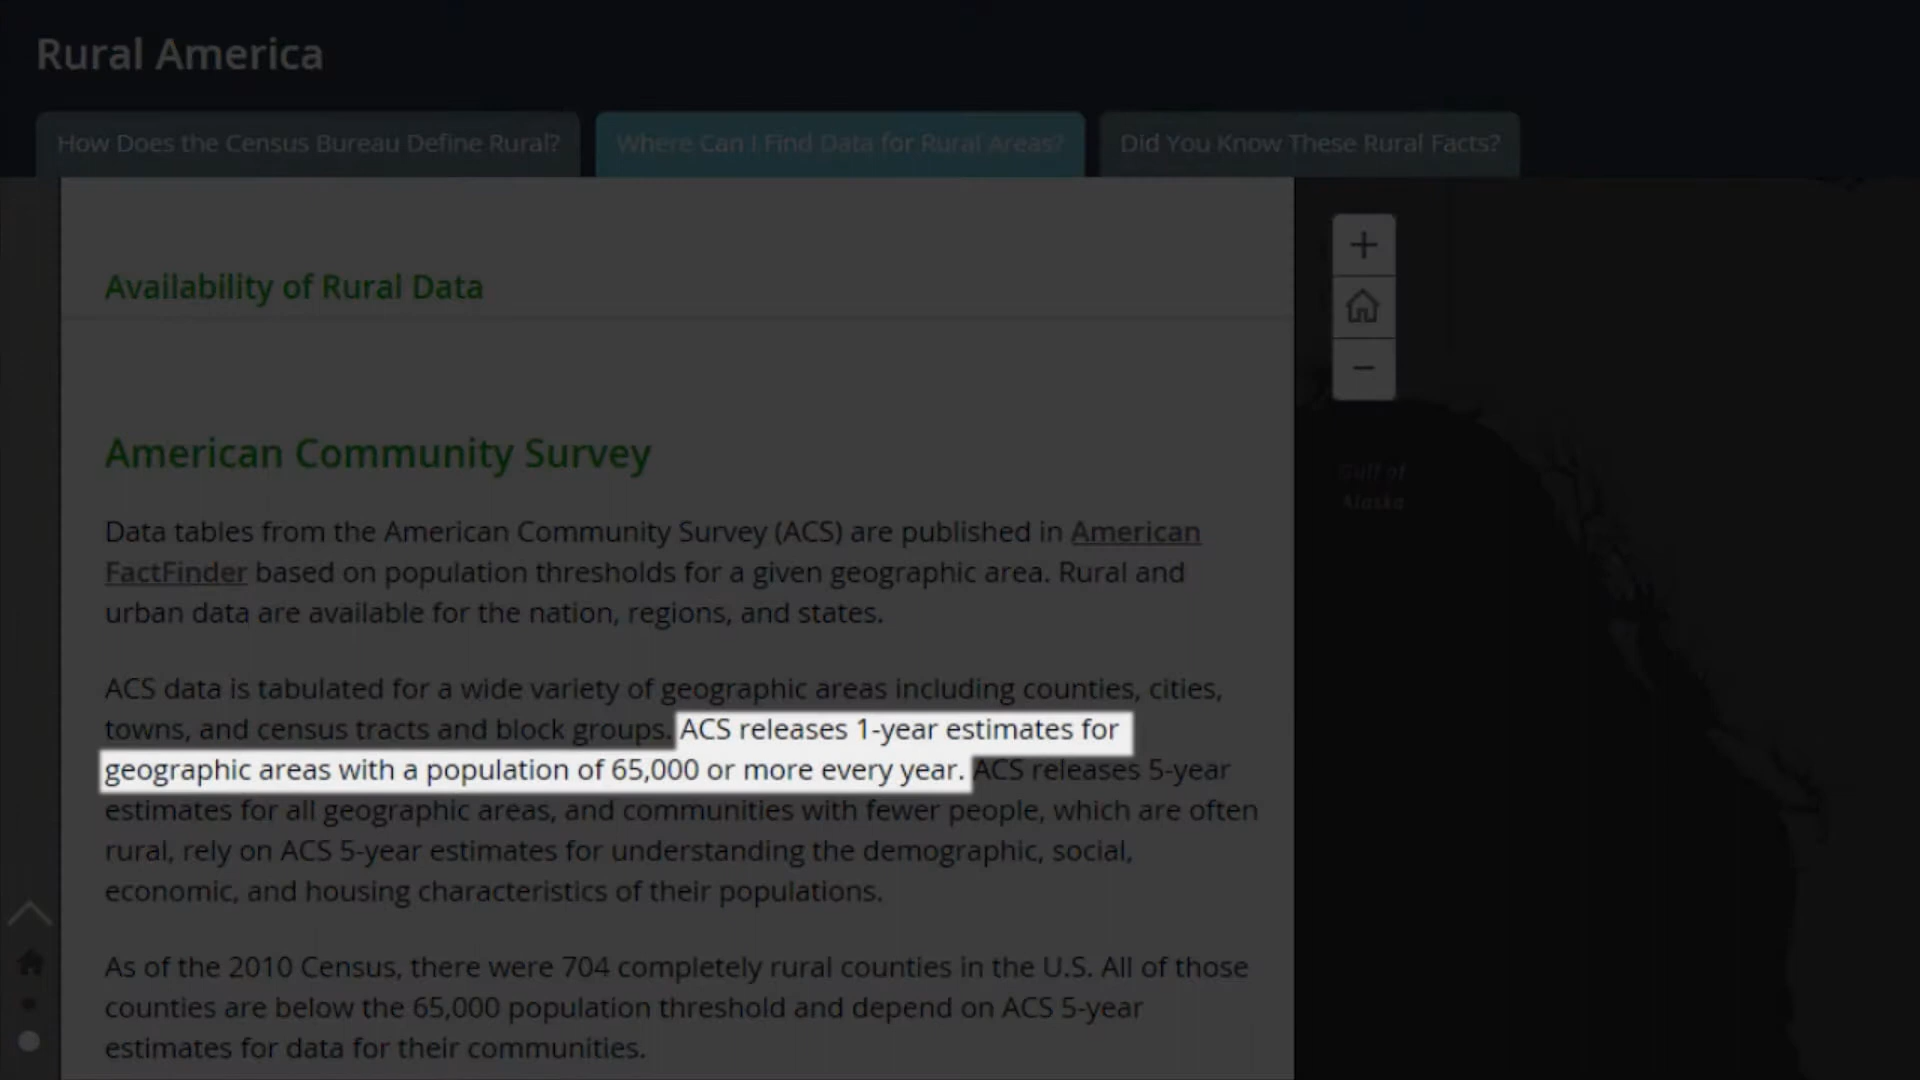 Rural America
How Does the Census Bureau Define Rural?
Where Can I Find Data for Rural Areas?
Did You Know These Rural Facts?
Availability of Rural Data
American Community Survey
Data tables from the American Community Survey (ACS) are published in American
FactFinder based on population thresholds for a given geographic area. Rural and
urban data are available for the nation, regions, and states.
ACS data is tabulated for a wide variety of geographic areas including counties, cities,
towns, and census tracts and block groups. ACS releases 1-year estimates for
geographic areas with a population of 65,000 or more every year. ACS releases 5-year
estimates for all geographic areas, and communities with fewer people, which are often
rural, rely on ACS 5-year estimates for understanding the demographic, social,
economic, and housing characteristics of their populations.
As of the 2010 Census, there were 704 completely rural counties in the U.S. All of those
counties are below the 65,000 population threshold and depend on ACS 5-year
estimates for data for their communities.
+
−
Gulf of
Alaska